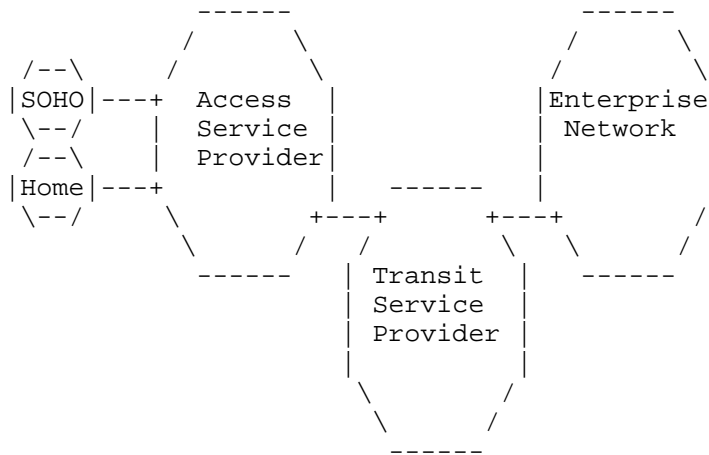 SOHO Access Enterprise
Service Network
Provider
Home
Transit
Service
Provider